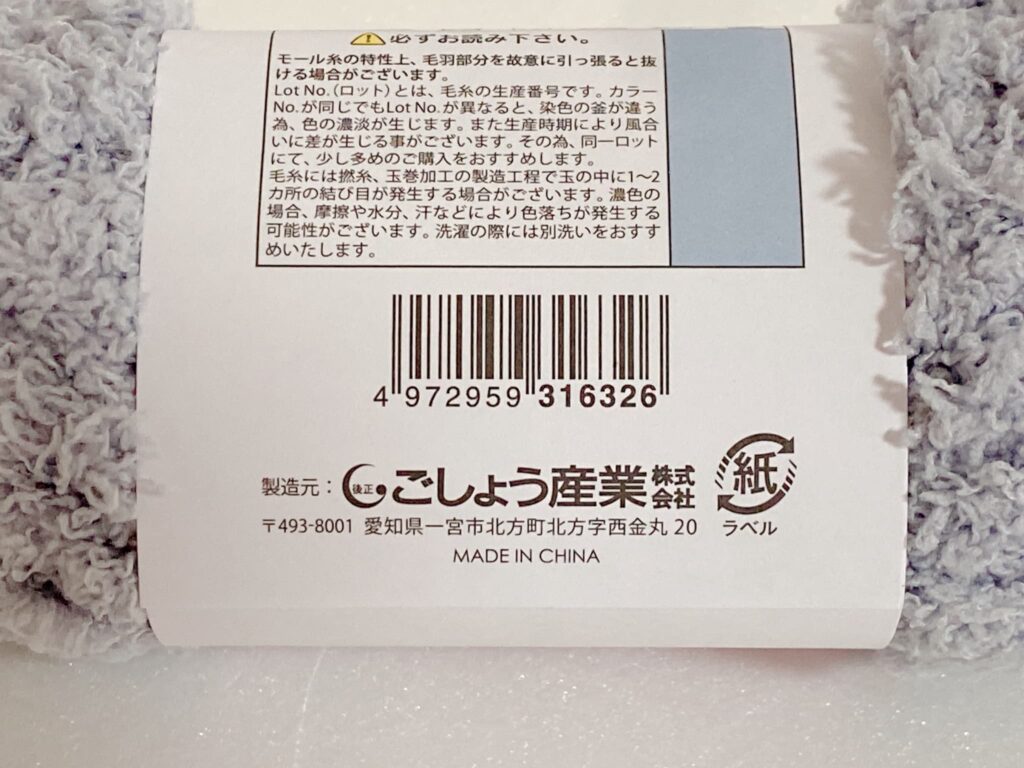 必ずお読み下さい。
モール糸の特性上、毛羽部分を故意に引っ張ると抜
ける場合がございます。
Lot No.（ロット）とは、毛糸の生産番号です。カラー
No.が同じでもLot No.が異なると、染色の釜が違う
為、色の濃淡が生じます。また生産時期により風合
いに差が生じる事がございます。その為、同一ロット
にて、少し多めのご購入をおすすめします。
毛糸には撚糸、玉巻加工の製造工程で玉の中に1〜2
カ所の結び目が発生する場合がございます。濃色の
場合、摩擦や水分、汗などにより色落ちが発生する
可能性がございます。洗濯の際には別洗いをおすす
めいたします。
4 972959 316326
製造元：後正 ごしょう産業株式会社
紙
〒493-8001 愛知県一宮市北方町北方字西金丸 20
ラベル
MADE IN CHINA